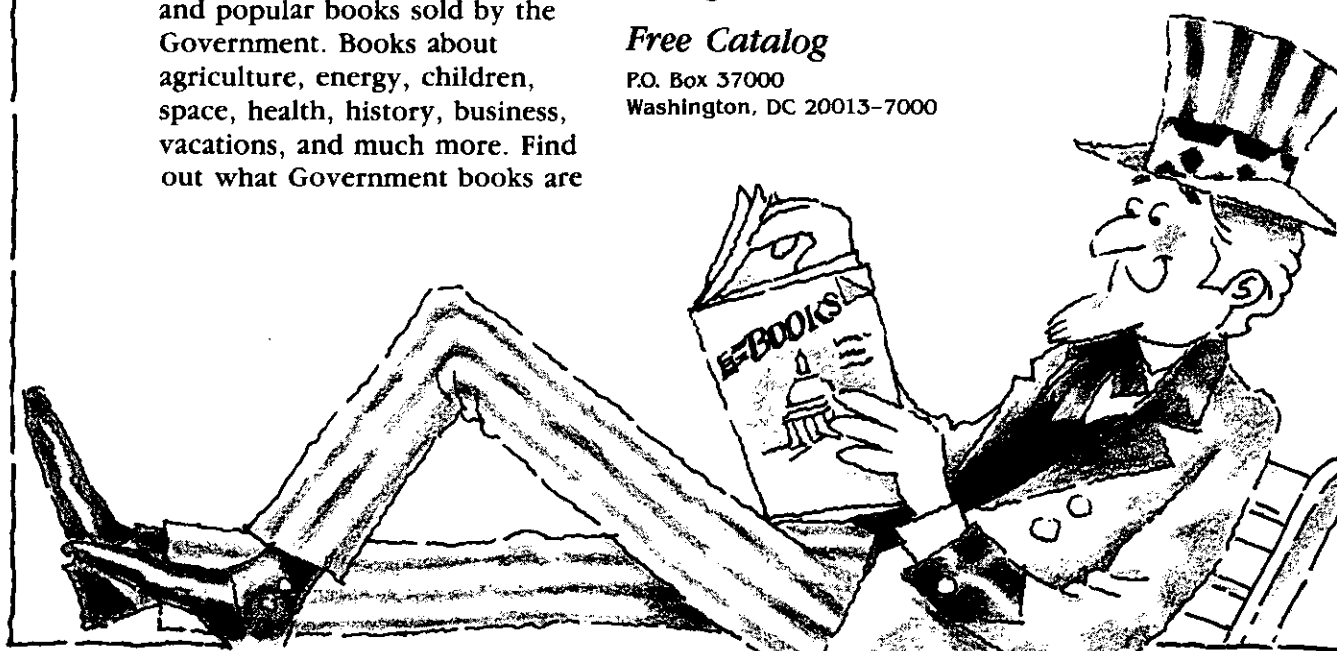 and popular books sold by the
Government. Books about
agriculture, energy, children,
space, health, history, business,
vacations, and much more. Find
out what Government books are
Free Catalog
P.O. Box 37000
Washington, DC 20013-7000
BOOKS